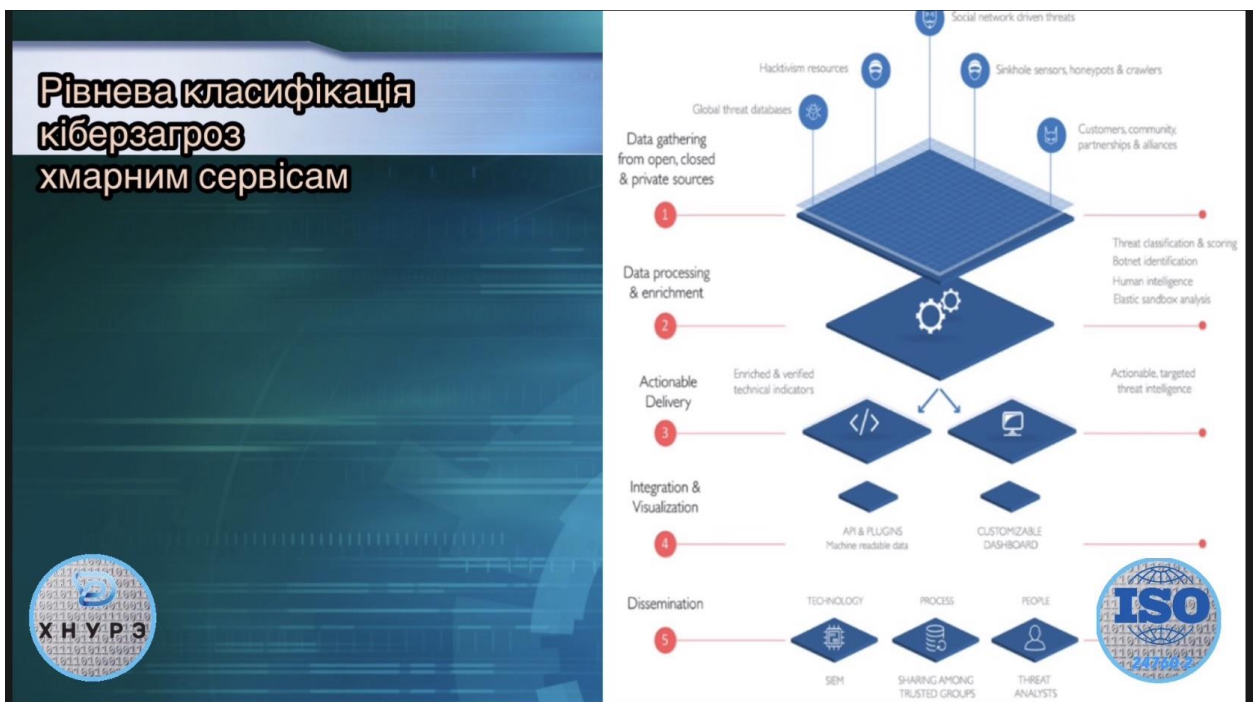 Рівнева класифікація
кіберзагроз
хмарним сервісам
Social network driven threats
Hacktivism resources
Sinkhole sensors, honeypots & crawlers
Global threat databases
Customers, community,
partnerships & alliances
Data gathering
from open, closed
& private sources
1
Threat classification & scoring
Botnet identification
Human intelligence
Elastic sandbox analysis
Data processing
& enrichment
2
Enriched & verified
technical indicators
Actionable, targeted
threat intelligence
Actionable
Delivery
</>
3
Integration &
Visualization
API & PLUGINS
Machine readable data
CUSTOMIZABLE
DASHBOARD
4
Dissemination
TECHNOLOGY
PROCESS
PEOPLE
5
SIEM
SHARING AMONG
TRUSTED GROUPS
THREAT
ANALYSTS
ХНУРЭ
ISO